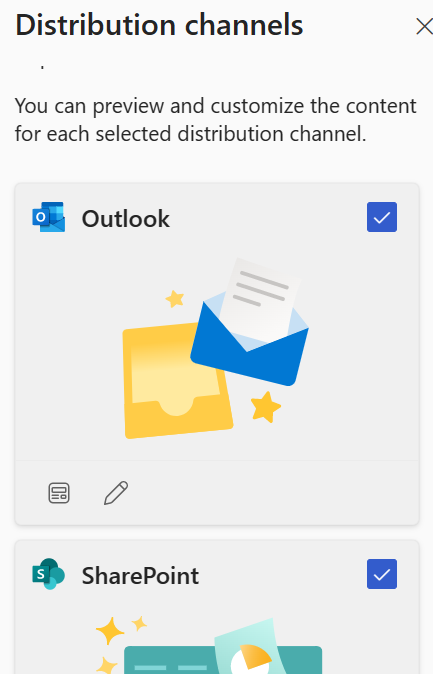 Distribution channels
You can preview and customize the content
for each selected distribution channel.
Outlook
SharePoint